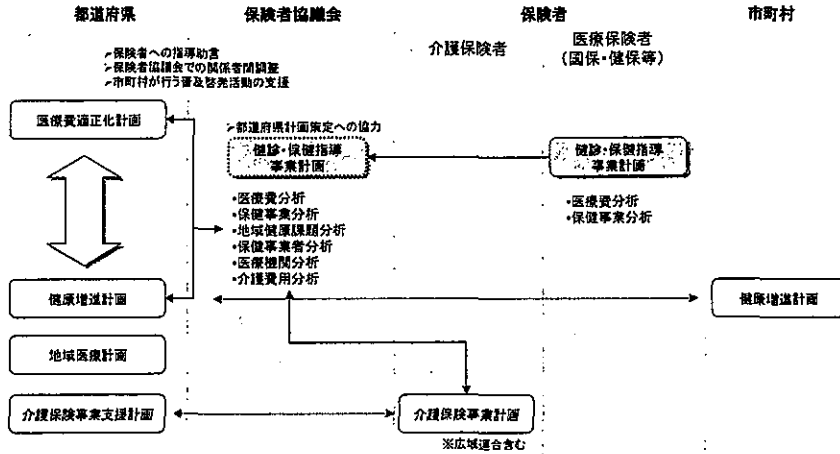 都道府県
保険者協議会
保険者
市町村
介護保険者
医療保険者
(国保・健保等)
➢保険者への指導助言
➢保険者協議会での関係者間調整
➢市町村が行う普及啓発活動の支援
医療費適正化計画
➢都道府県計画策定への協力
健診・保健指導
事業計画
健診・保健指導
事業計画
・医療費分析
・保健事業分析
・地域健康課題分析
・保健事業者分析
・医療機関分析
・介護費用分析
・医療費分析
・保健事業分析
健康増進計画
健康増進計画
地域医療計画
介護保険事業支援計画
介護保険事業計画
※広域連合含む